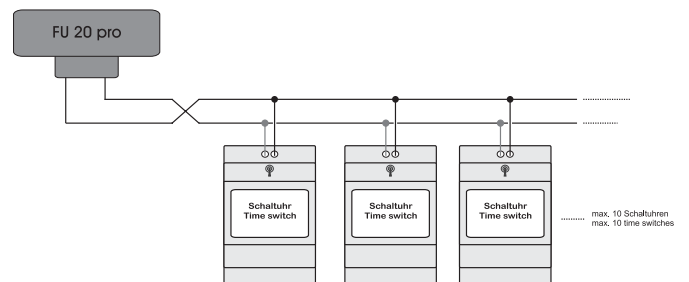 FU 20 pro
Schaltuhr
Time switch
Schaltuhr
Time switch
Schaltuhr
Time switch
max. 10 Schaltuhren
max. 10 time switches